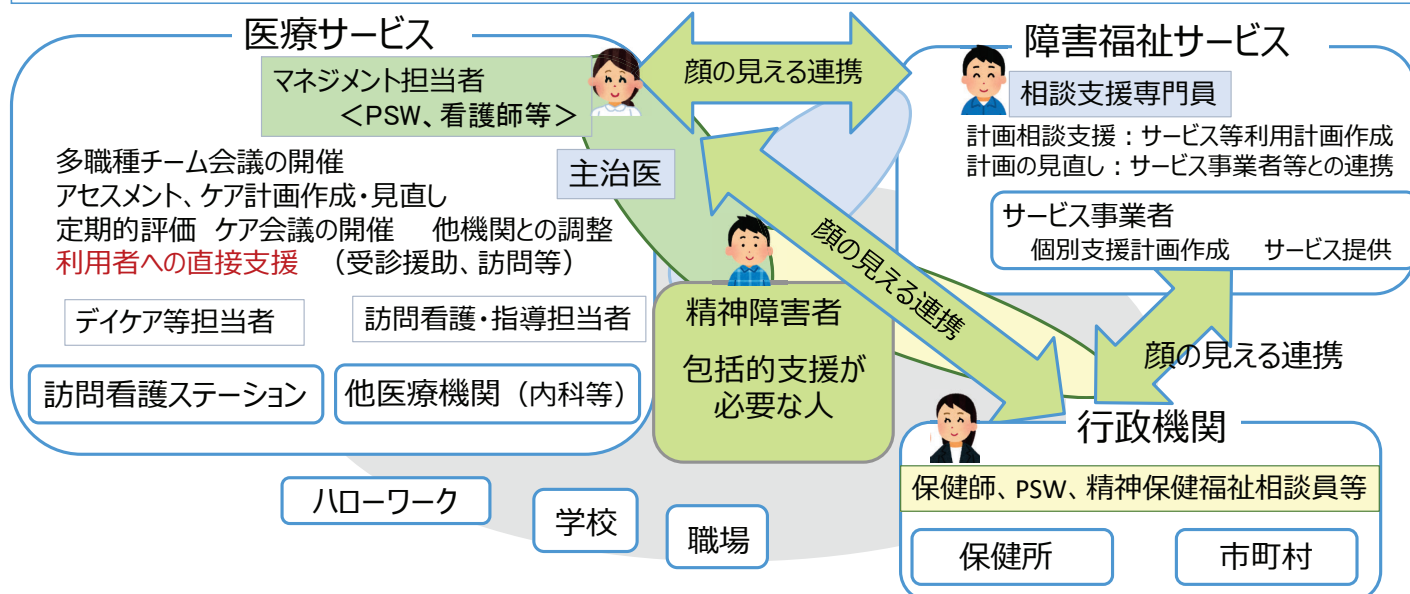 医療サービス
マネジメント担当者
＜PSW、看護師等＞
主治医
多職種チーム会議の開催
アセスメント、ケア計画作成・見直し
定期的評価　ケア会議の開催　他機関との調整
利用者への直接支援　（受診援助、訪問等）
デイケア等担当者
訪問看護・指導担当者
訪問看護ステーション
他医療機関（内科等）
顔の見える連携
障害福祉サービス
相談支援専門員
計画相談支援：サービス等利用計画作成
計画の見直し：サービス事業者等との連携
サービス事業者
個別支援計画作成　サービス提供
顔の見える連携
顔の見える連携
精神障害者
包括的支援が
必要な人
行政機関
保健師、PSW、精神保健福祉相談員等
保健所
市町村
ハローワーク
学校
職場